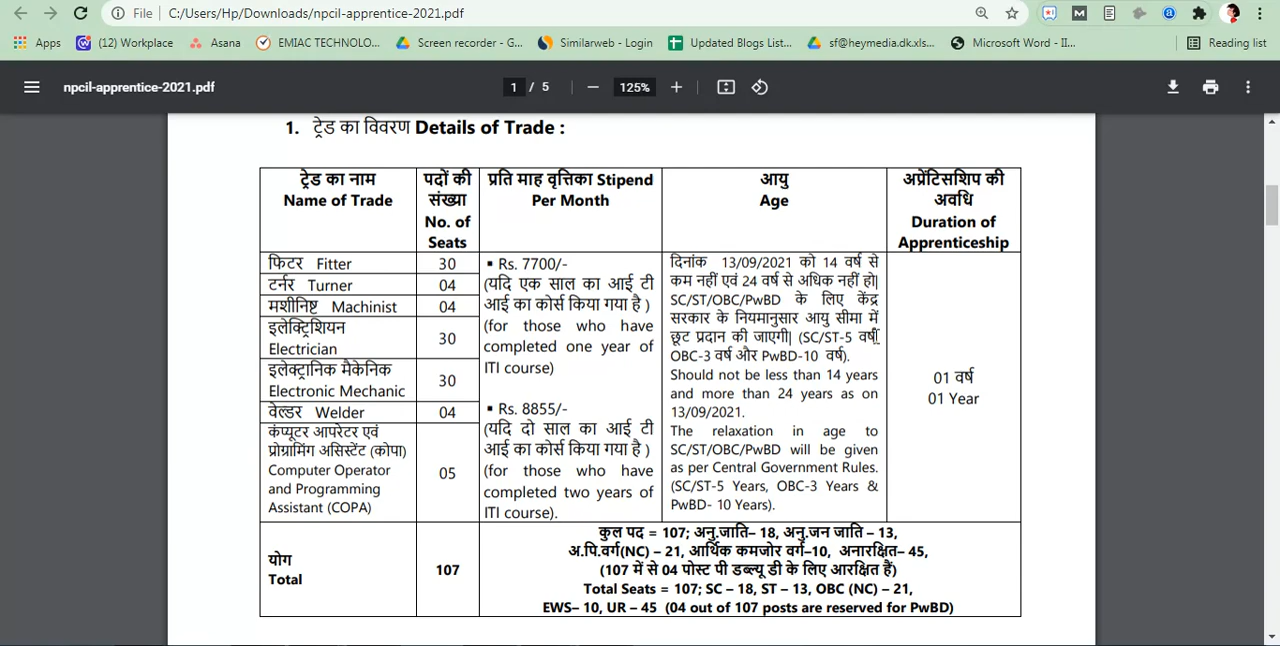 File | C:/Users/Hp/Downloads/npcil-apprentice-2021.pdf
Apps (12) Workplace Asana EMIAC TECHNOLO... Screen recorder - G... Similarweb - Login Updated Blogs List... sf@heymedia.dk.xls... Microsoft Word - II... Reading list
npcil-apprentice-2021.pdf 1 / 5 — 125% +
1. ट्रेड का विवरण Details of Trade :
ट्रेड का नाम
Name of Trade
पदों की
संख्या
No. of
Seats
प्रति माह वृत्तिका Stipend
Per Month
आयु
Age
अप्रेंटिसशिप की
अवधि
Duration of
Apprenticeship
फिटर Fitter 30
टर्नर Turner 04
मशीनिष्ट Machinist 04
इलेक्ट्रिशियन
Electrician
30
इलेक्ट्रानिक मैकेनिक
Electronic Mechanic
30
वेल्डर Welder 04
कंप्यूटर आपरेटर एवं
प्रोग्रामिंग असिस्टेंट (कोपा)
Computer Operator
and Programming
Assistant (COPA)
05
▪ Rs. 7700/-
(यदि एक साल का आई टी
आई का कोर्स किया गया है )
(for those who have
completed one year of
ITI course)
▪ Rs. 8855/-
(यदि दो साल का आई टी
आई का कोर्स किया गया है )
(for those who have
completed two years of
ITI course).
दिनांक 13/09/2021 को 14 वर्ष से
कम नहीं एवं 24 वर्ष से अधिक नहीं हो|
SC/ST/OBC/PwBD के लिए केंद्र
सरकार के नियमानुसार आयु सीमा में
छूट प्रदान की जाएगी| (SC/ST-5 वर्ष
OBC-3 वर्ष और PwBD-10 वर्ष).
Should not be less than 14 years
and more than 24 years as on
13/09/2021.
The relaxation in age to
SC/ST/OBC/PwBD will be given
as per Central Government Rules.
(SC/ST-5 Years, OBC-3 Years &
PwBD- 10 Years).
01 वर्ष
01 Year
योग
Total
107
कुल पद = 107; अनु.जाति– 18, अनु.जन जाति – 13,
अ.पि.वर्ग(NC) – 21, आर्थिक कमजोर वर्ग–10, अनारक्षित– 45,
(107 में से 04 पोस्ट पी डब्ल्यू डी के लिए आरक्षित हैं)
Total Seats = 107; SC – 18, ST – 13, OBC (NC) – 21,
EWS– 10, UR – 45 (04 out of 107 posts are reserved for PwBD)